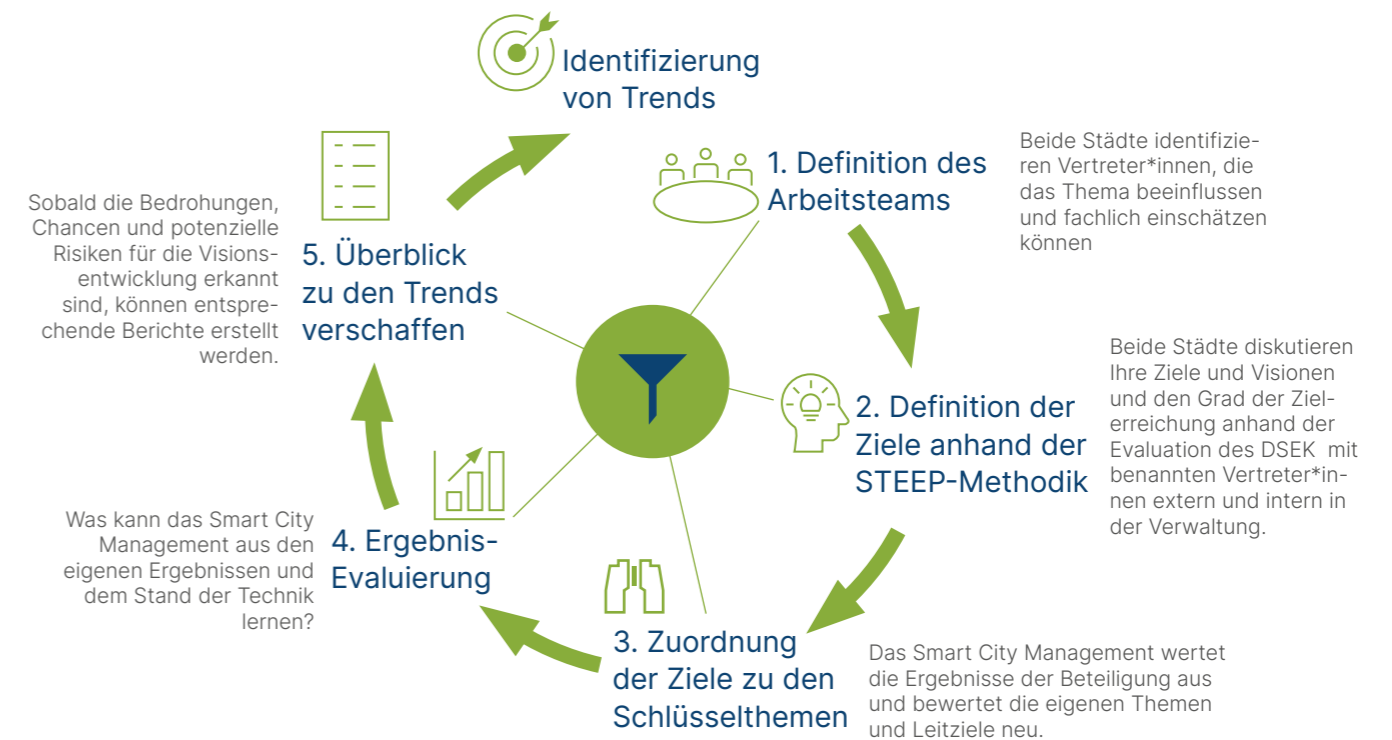 Identifizierung
von Trends
1. Definition des
Arbeitsteams
Beide Städte identifizie-
ren Vertreter*innen, die
das Thema beeinflussen
und fachlich einschätzen
können
2. Definition der
Ziele anhand der
STEEP-Methodik
Beide Städte diskutieren
Ihre Ziele und Visionen
und den Grad der Ziel-
erreichung anhand der
Evaluation des DSEK mit
benannten Vertreter*in-
nen extern und intern in
der Verwaltung.
3. Zuordnung
der Ziele zu den
Schlüsselthemen
Das Smart City Management wertet
die Ergebnisse der Beteiligung aus
und bewertet die eigenen Themen
und Leitziele neu.
4. Ergebnis-
Evaluierung
Was kann das Smart City
Management aus den
eigenen Ergebnissen und
dem Stand der Technik
lernen?
5. Überblick
zu den Trends
verschaffen
Sobald die Bedrohungen,
Chancen und potenzielle
Risiken für die Visions-
entwicklung erkannt
sind, können entspre-
chende Berichte erstellt
werden.